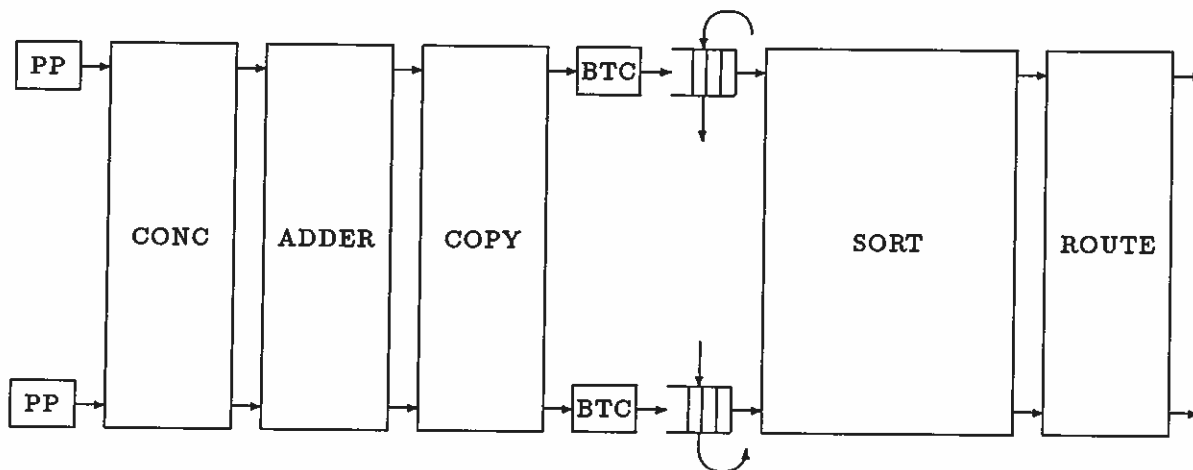 PP
CONC
ADDER
COPY
BTC
SORT
ROUTE
PP
BTC